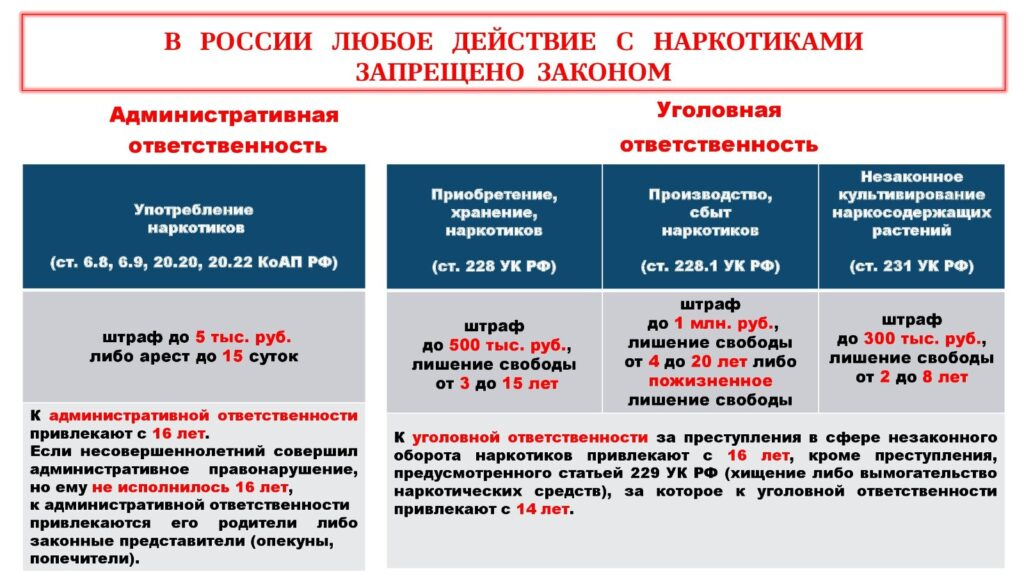 В РОССИИ ЛЮБОЕ ДЕЙСТВИЕ С НАРКОТИКАМИ
ЗАПРЕЩЕНО ЗАКОНОМ
Административная
ответственность
Употребление
наркотиков
(ст. 6.8, 6.9, 20.20, 20.22 КоАП РФ)
штраф до 5 тыс. руб.
либо арест до 15 суток
К административной ответственности
привлекают с 16 лет.
Если несовершеннолетний совершил
административное правонарушение,
но ему не исполнилось 16 лет,
к административной ответственности
привлекаются его родители либо
законные представители (опекуны,
попечители).
Уголовная
ответственность
Приобретение,
хранение,
наркотиков
(ст. 228 УК РФ)
штраф
до 500 тыс. руб.,
лишение свободы
от 3 до 15 лет
Производство,
сбыт
наркотиков
(ст. 228.1 УК РФ)
штраф
до 1 млн. руб.,
лишение свободы
от 4 до 20 лет либо
пожизненное
лишение свободы
Незаконное
культивирование
наркосодержащих
растений
(ст. 231 УК РФ)
штраф
до 300 тыс. руб.,
лишение свободы
от 2 до 8 лет
К уголовной ответственности за преступления в сфере незаконного
оборота наркотиков привлекают с 16 лет, кроме преступления,
предусмотренного статьей 229 УК РФ (хищение либо вымогательство
наркотических средств), за которое к уголовной ответственности
привлекают с 14 лет.